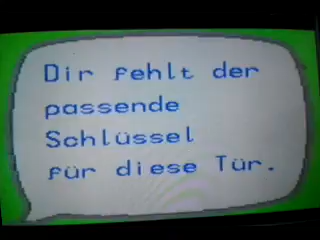 Dir fehlt der
passende
Schlüssel
für diese Tür.